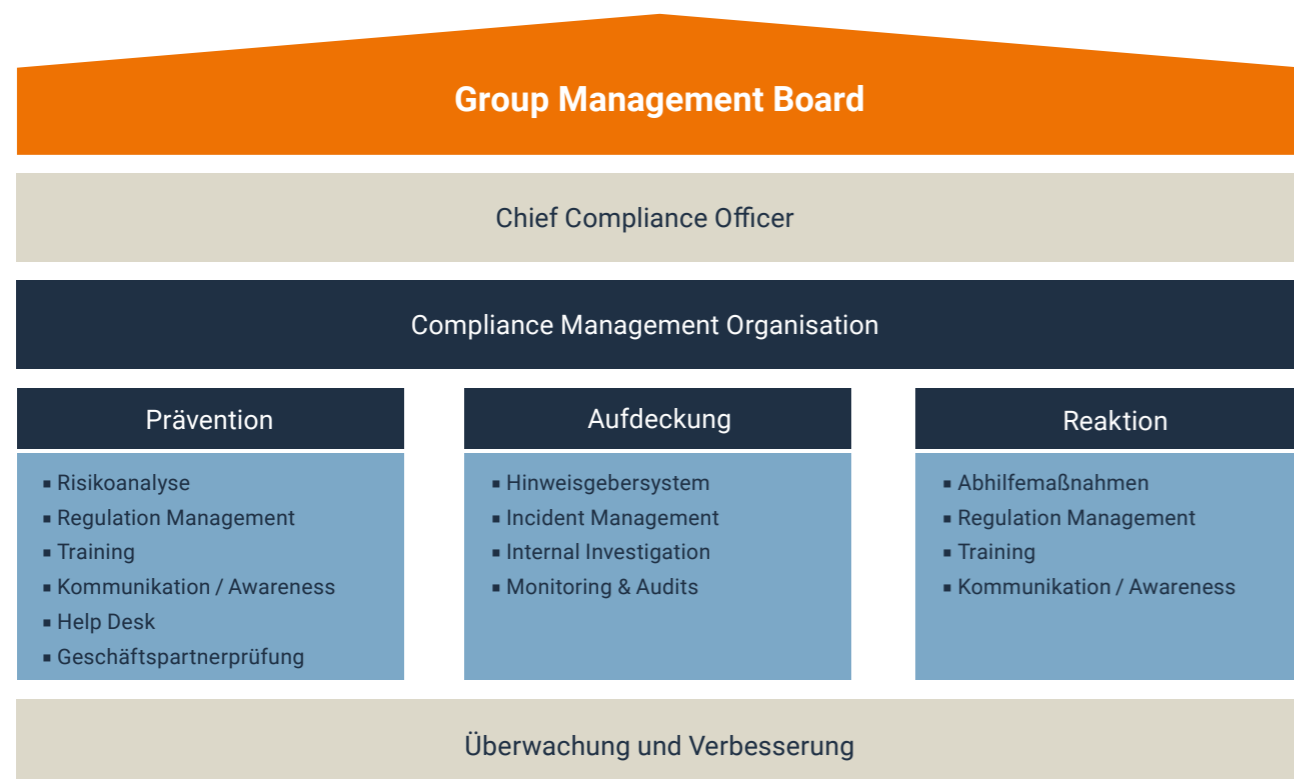 Group Management Board
Chief Compliance Officer
Compliance Management Organisation
Prävention
▪ Risikoanalyse
▪ Regulation Management
▪ Training
▪ Kommunikation / Awareness
▪ Help Desk
▪ Geschäftspartnerprüfung
Aufdeckung
▪ Hinweisgebersystem
▪ Incident Management
▪ Internal Investigation
▪ Monitoring & Audits
Reaktion
▪ Abhilfemaßnahmen
▪ Regulation Management
▪ Training
▪ Kommunikation / Awareness
Überwachung und Verbesserung